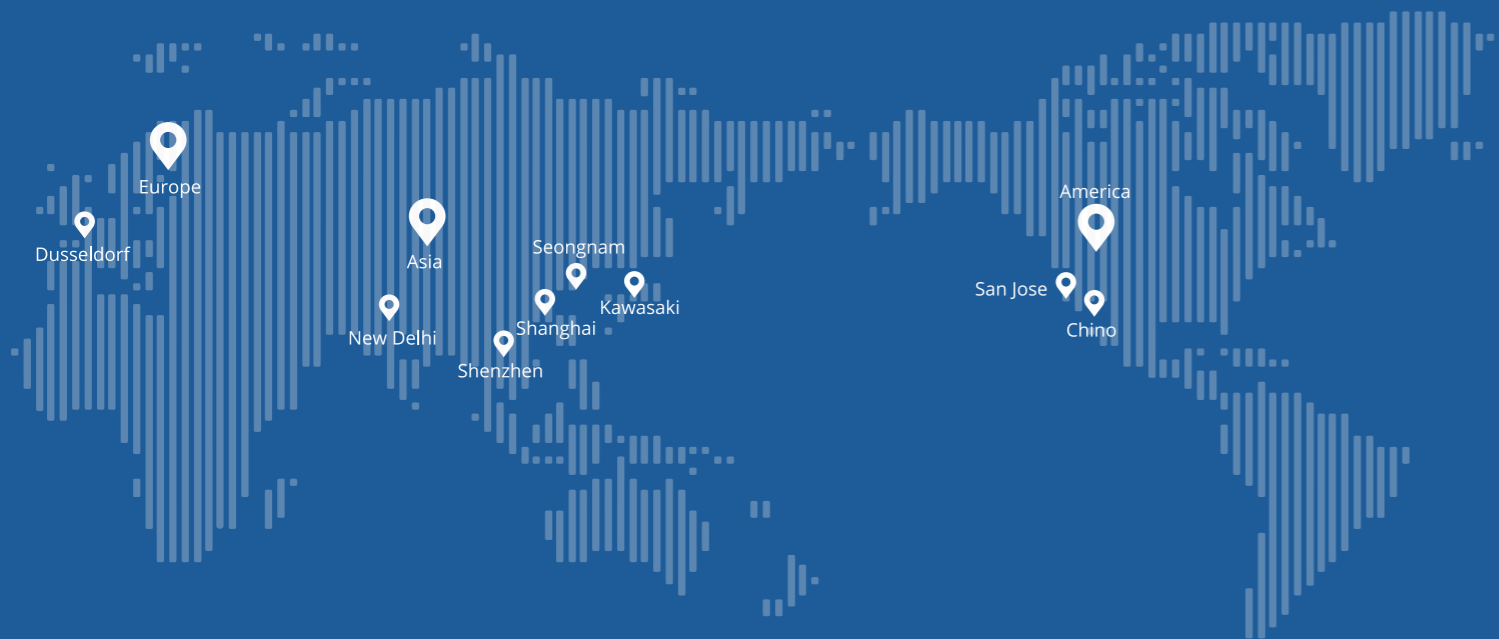 Europe
Dusseldorf
Asia
New Delhi
Seongnam
Kawasaki
Shanghai
Shenzhen
America
San Jose
Chino